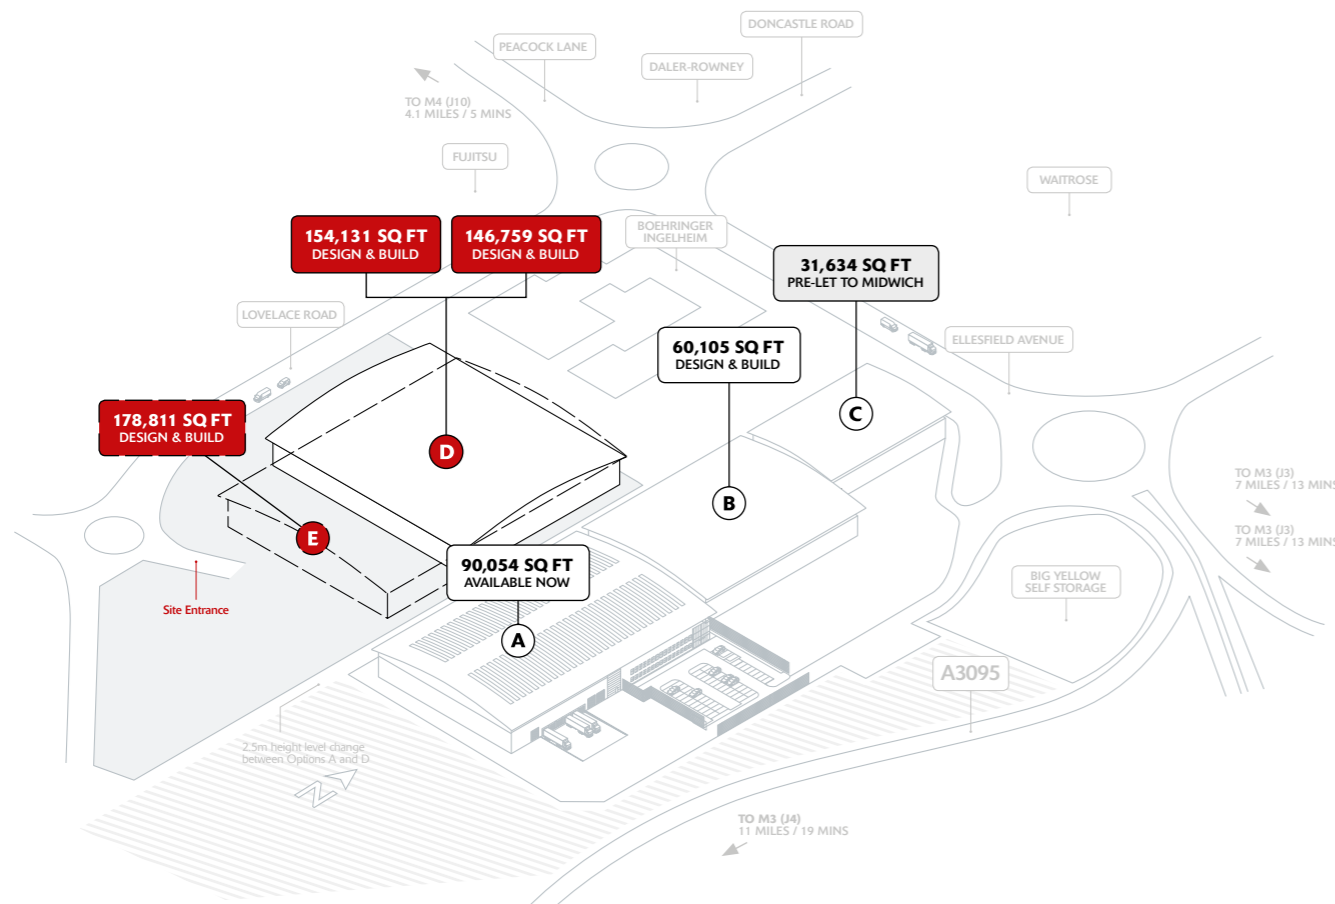 DONCASTLE ROAD
PEACOCK LANE
DALER-ROWNEY
TO M4 (J10)
4.1 MILES / 5 MINS
FUJITSU
WAITROSE
154,131 SQ FT
DESIGN & BUILD
146,759 SQ FT
DESIGN & BUILD
BOEHRINGER
INGELHEIM
31,634 SQ FT
PRE-LET TO MIDWICH
LOVELACE ROAD
60,105 SQ FT
DESIGN & BUILD
ELLESFIELD AVENUE
178,811 SQ FT
DESIGN & BUILD
C
D
B
E
TO M3 (J3)
7 MILES / 13 MINS
TO M3 (J3)
7 MILES / 13 MINS
90,054 SQ FT
AVAILABLE NOW
BIG YELLOW
SELF STORAGE
Site Entrance
A
A3095
2.5m height level change
between Options A and D
N
TO M3 (J4)
11 MILES / 19 MINS